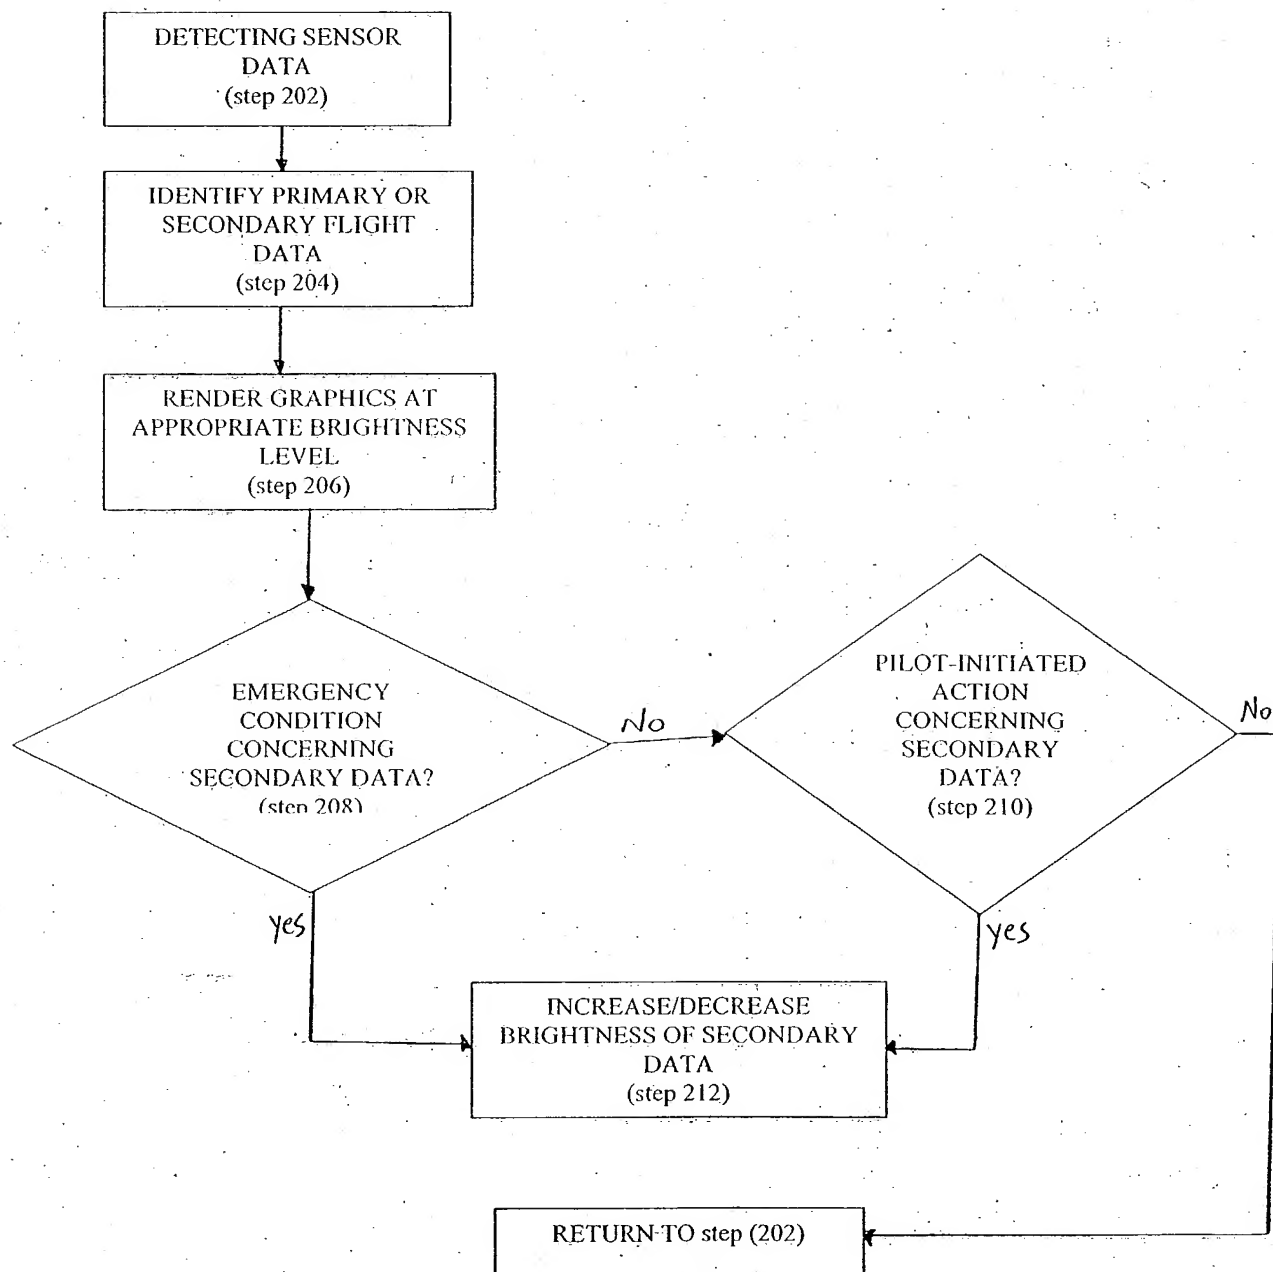 DETECTING SENSOR
DATA
(step 202)
IDENTIFY PRIMARY OR
SECONDARY FLIGHT
DATA
(step 204)
RENDER GRAPHICS AT
APPROPRIATE BRIGHTNESS
LEVEL
(step 206)
EMERGENCY
CONDITION
CONCERNING
SECONDARY DATA?
(step 208)
No
PILOT-INITIATED
ACTION
CONCERNING
SECONDARY
DATA?
(step 210)
No
yes
yes
INCREASE/DECREASE
BRIGHTNESS OF SECONDARY
DATA
(step 212)
RETURN TO step (202)